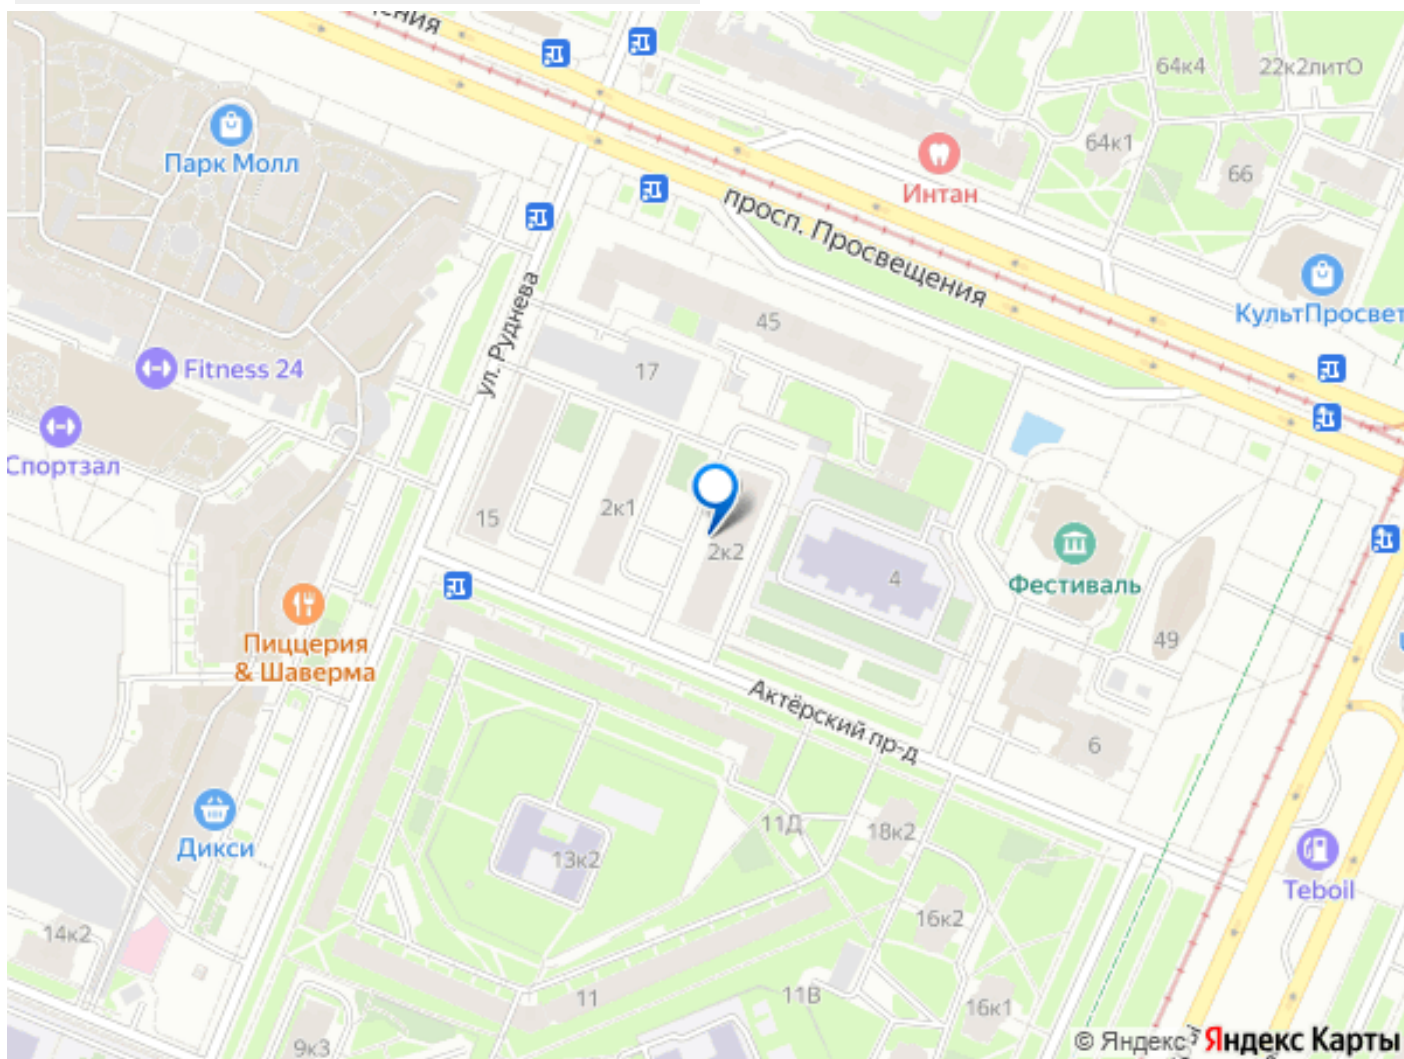 ения
64к4
22к2литО
Парк Молл
64к1
66
Интан
просп. Просвещения
КультПросвет
ул. Руднева
45
17
Fitness 24
Спортзал
15
2к1
2к2
4
Фестиваль
49
Пиццерия
& Шаверма
Актёрский пр-д
6
Дикси
11Д
18к2
13к2
Teboil
16к2
14к2
11
11В
16к1
9к3
© Яндекс
Яндекс Карты